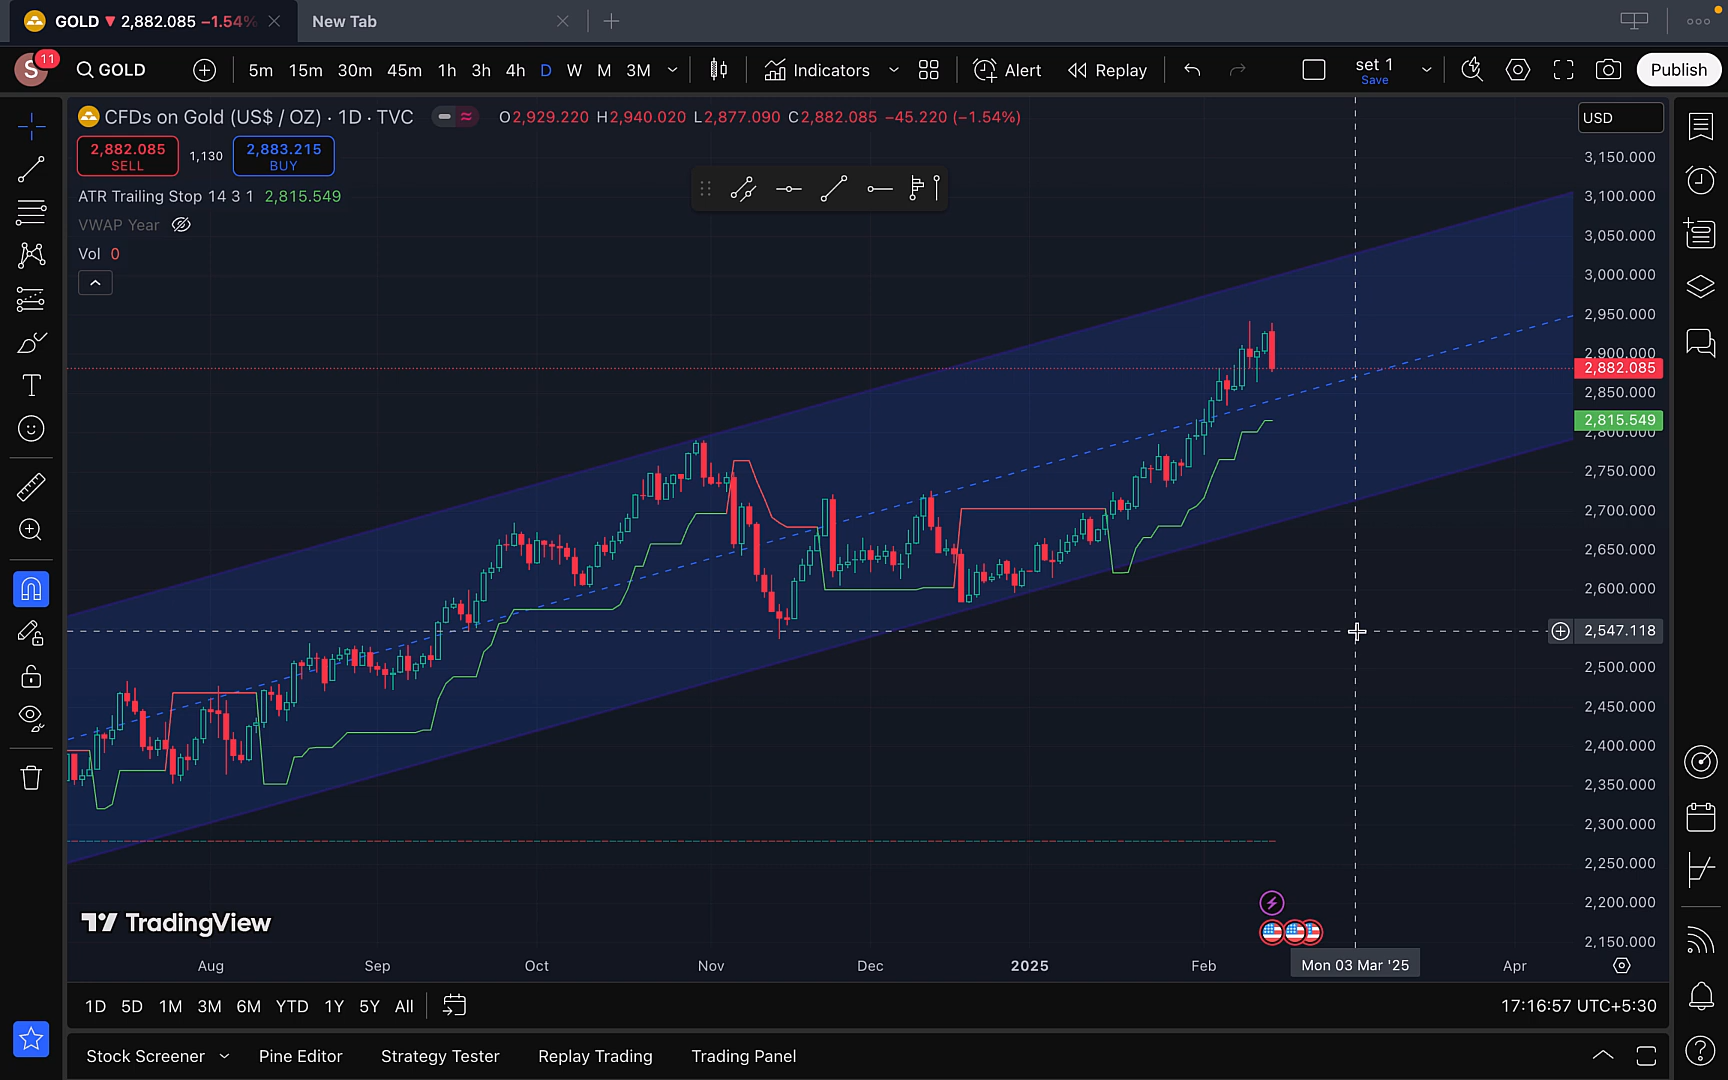 GOLD ▼ 2,882.085 −1.54%
New Tab
S
11
GOLD
5m 15m 30m 45m 1h 3h 4h D W M 3M
Indicators
Alert
Replay
set 1
Save
Publish
CFDs on Gold (US$ / OZ) · 1D · TVC
O2,929.220 H2,940.020 L2,877.090 C2,882.085 −45.220 (−1.54%)
USD
2,882.085
SELL
1,130
2,883.215
BUY
ATR Trailing Stop 14 3 1 2,815.549
VWAP Year
Vol 0
3,150.000
3,100.000
3,050.000
3,000.000
2,950.000
2,900.000
2,882.085
2,850.000
2,815.549
2,800.000
2,750.000
2,700.000
2,650.000
2,600.000
2,547.118
2,500.000
2,450.000
2,400.000
2,350.000
2,300.000
2,250.000
2,200.000
2,150.000
TradingView
Aug Sep Oct Nov Dec 2025 Feb Mon 03 Mar '25 Apr
1D 5D 1M 3M 6M YTD 1Y 5Y All
17:16:57 UTC+5:30
Stock Screener Pine Editor Strategy Tester Replay Trading Trading Panel